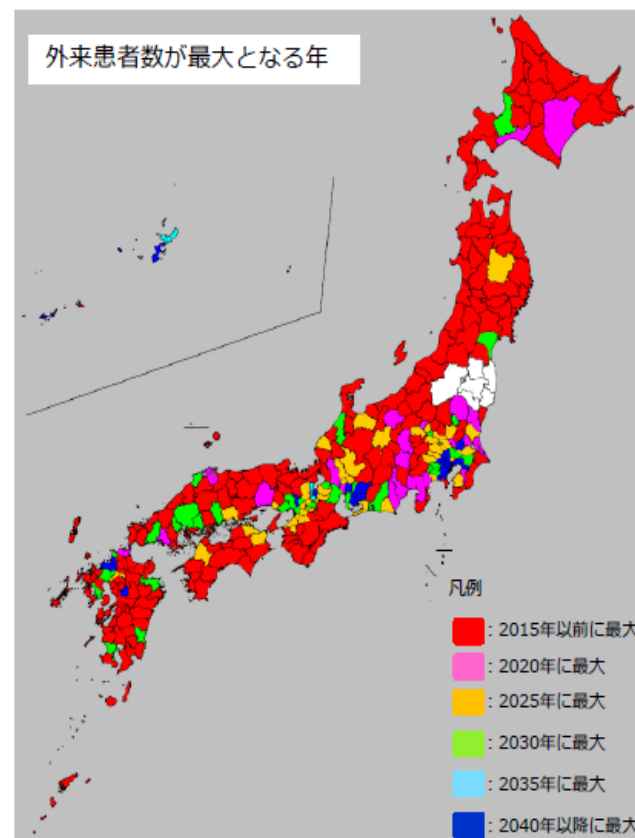 外来患者数が最大となる年
凡例
: 2015年以前に最大
: 2020年に最大
: 2025年に最大
: 2030年に最大
: 2035年に最大
: 2040年以降に最大